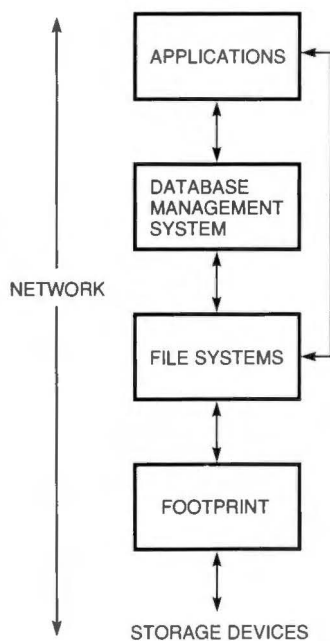 APPLICATIONS
DATABASE
MANAGEMENT
SYSTEM
NETWORK
FILE SYSTEMS
FOOTPRINT
STORAGE DEVICES